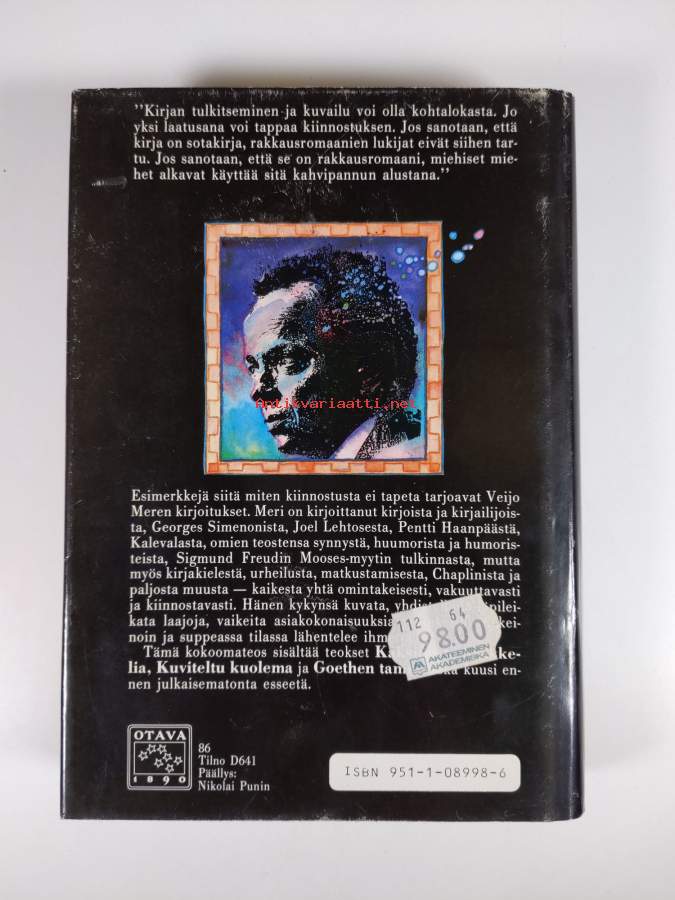 "Kirjan tulkitseminen ja kuvailu voi olla kohtalokasta. Jo
yksi laatusana voi tappaa kiinnostuksen. Jos sanotaan, että
kirja on sotakirja, rakkausromaanien lukijat eivät siihen tar-
tu. Jos sanotaan, että se on rakkausromaani, miehiset mie-
het alkavat käyttää sitä kahvipannun alustana."
Antikvariaatti.net
Esimerkkejä siitä miten kiinnostusta ei tapeta tarjoavat Veijo
Meren kirjoitukset. Meri on kirjoittanut kirjoista ja kirjailijois-
ta, Georges Simenonista, Joel Lehtosesta, Pentti Haanpäästä,
Kalevalasta, omien teostensa synnystä, huumorista ja humoris-
teista, Sigmund Freudin Mooses-myytin tulkinnasta, mutta
myös kirjakielestä, urheilusta, matkustamisesta, Chaplinista ja
paljosta muusta — kaikesta yhtä omintakeisesti, vakuuttavasti
ja kiinnostavasti. Hänen kykynsä kuvata,
kata laajoja, vaikeita asiakokonaisuuksia
noin ja suppeassa tilassa lähentelee
Tämä kokoomateos sisältää teokset
lia, Kuviteltu kuolema ja Goethen kuusi en-
nen julkaisematonta esseetä.
112 64
98.00
AKATEEMINEN
AKADEMISKA
OTAVA
1890
86
Tilno D641
Päällys:
Nikolai Punin
ISBN 951-1-08998-6